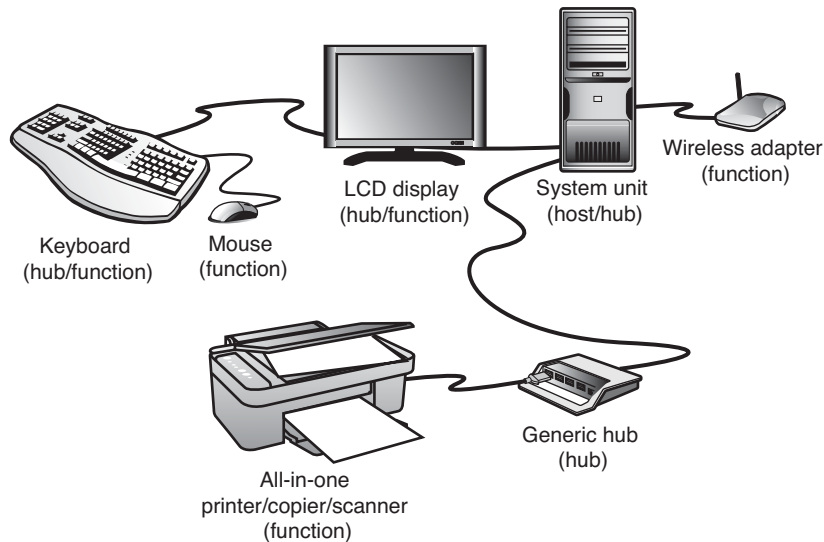 LCD display
(hub/function)
System unit
(host/hub)
Wireless adapter
(function)
Keyboard
(hub/function)
Mouse
(function)
Generic hub
(hub)
All-in-one
printer/copier/scanner
(function)